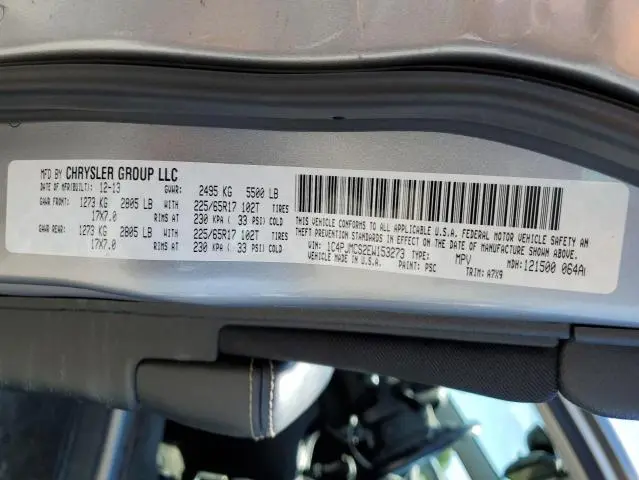 MFD BY CHRYSLER GROUP LLC
DATE OF MFR(BUILT): 12-13 GVWR: 2495 KG 5500 LB
GAWR FRONT: 1273 KG 2805 LB WITH 225/65R17 102T TIRES
17X7.0 RIMS AT 230 KPA ( 33 PSI) COLD
GAWR REAR: 1273 KG 2805 LB WITH 225/65R17 102T TIRES
17X7.0 RIMS AT 230 KPA ( 33 PSI) COLD
THIS VEHICLE CONFORMS TO ALL APPLICABLE U.S.A. FEDERAL MOTOR VEHICLE SAFETY AN
THEFT PREVENTION STANDARDS IN EFFECT ON THE DATE OF MANUFACTURE SHOWN ABOVE.
VIN: 1C4PJMCS2EW153273 TYPE: MPV MDH: 121500 064A
VEHICLE MADE IN U.S.A. PAINT: PSC TRIM: A7X9